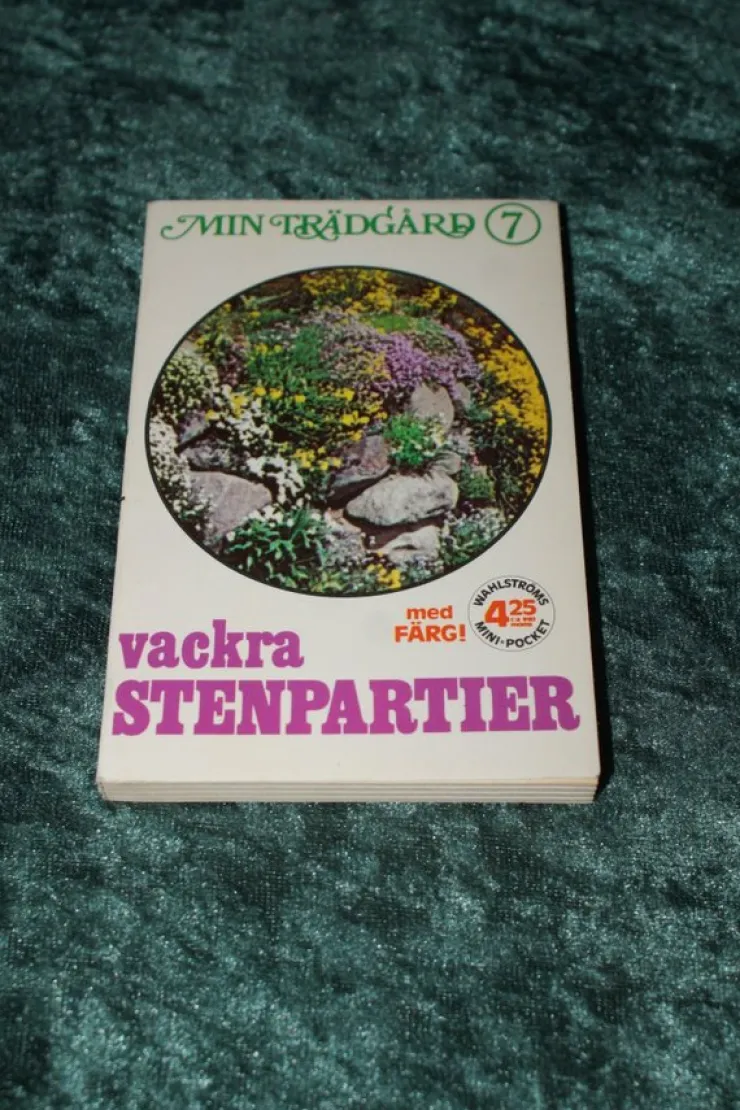 MIN TRÄDGÅRD 7
med
FÄRG!
WAHLSTRÖMS
4 25
MINI-POCKET
vackra
STENPARTIER